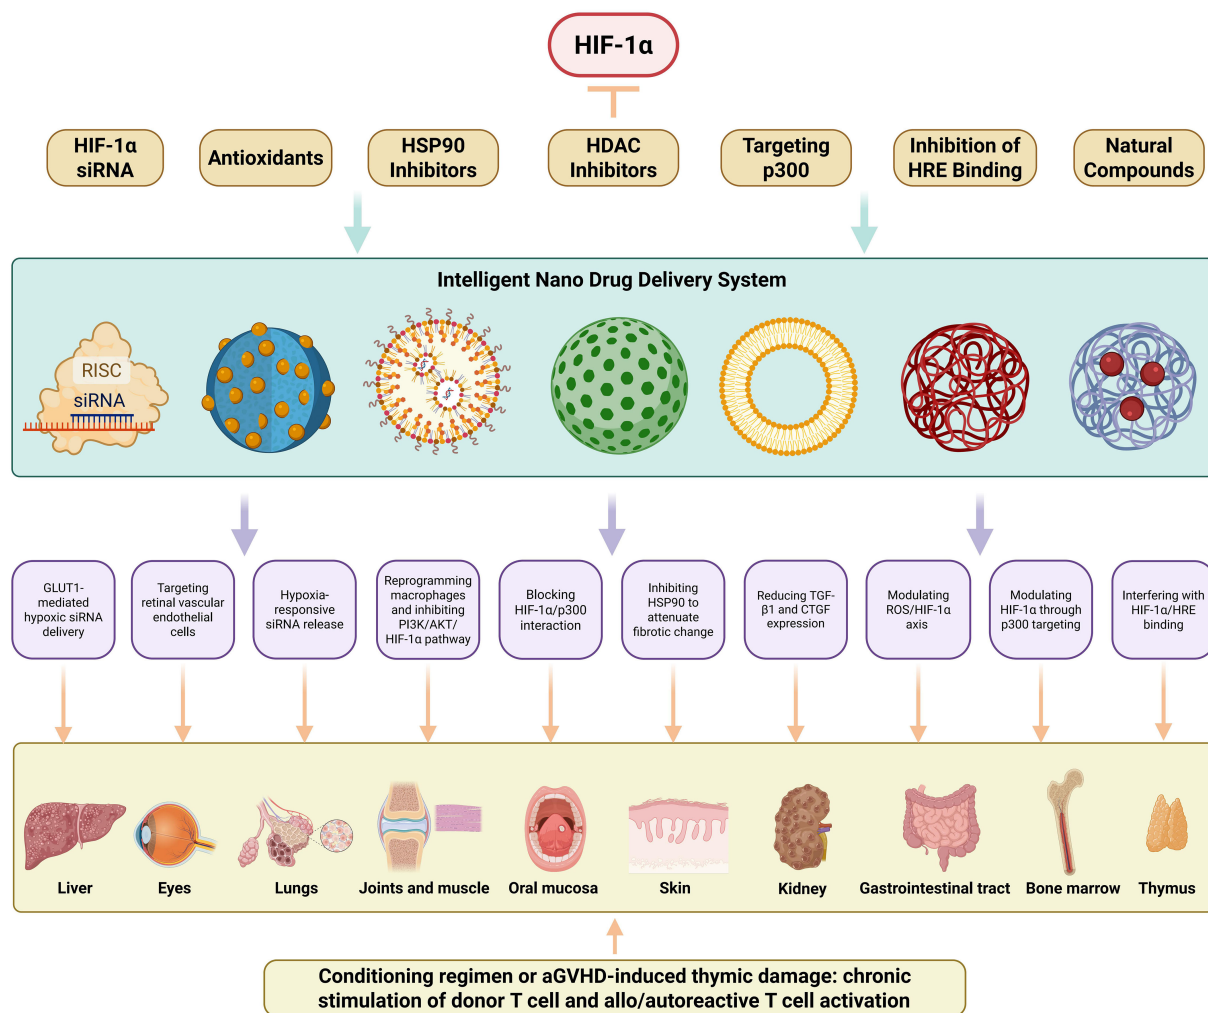 HIF-1α
HIF-1α
siRNA
Antioxidants
HSP90
Inhibitors
HDAC
Inhibitors
Targeting
p300
Inhibition of
HRE Binding
Natural
Compounds
Intelligent Nano Drug Delivery System
RISC
siRNA
GLUT1-
mediated
hypoxic siRNA
delivery
Targeting
retinal vascular
endothelial
cells
Hypoxia-
responsive
siRNA release
Reprogramming
macrophages
and inhibiting
PI3K/AKT/
HIF-1α pathway
Blocking
HIF-1α/p300
interaction
Inhibiting
HSP90 to
attenuate
fibrotic change
Reducing TGF-
β1 and CTGF
expression
Modulating
ROS/HIF-1α
axis
Modulating
HIF-1α through
p300 targeting
Interfering with
HIF-1α/HRE
binding
Liver
Eyes
Lungs
Joints and muscle
Oral mucosa
Skin
Kidney
Gastrointestinal tract
Bone marrow
Thymus
Conditioning regimen or aGVHD-induced thymic damage: chronic
stimulation of donor T cell and allo/autoreactive T cell activation